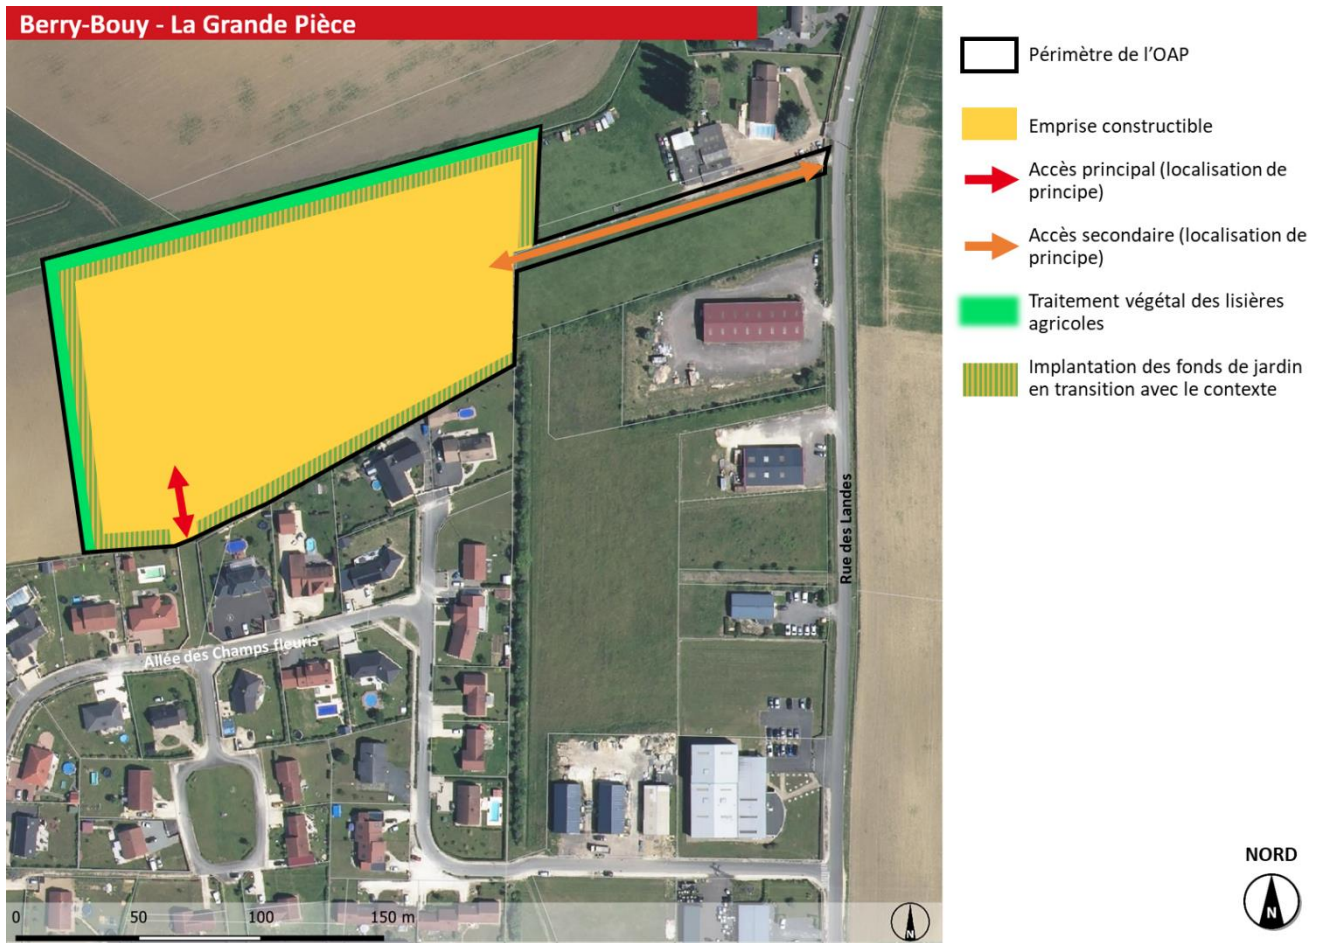 Berry-Bouy - La Grande Pièce
Périmètre de l'OAP
Emprise constructible
Accès principal (localisation de
principe)
Accès secondaire (localisation de
principe)
Traitement végétal des lisières
agricoles
Implantation des fonds de jardin
en transition avec le contexte
Rue des Landes
Allée des Champs fleuris
0 50 100 150 m
N
NORD
N